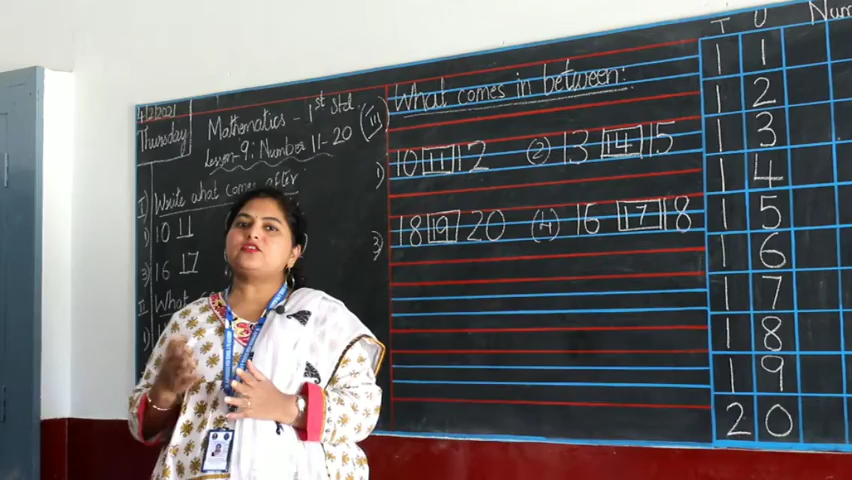 4/2/2021
Thursday
Mathematics - 1st Std
Lesson-9: Number 11-20
I) Write what comes after
1) 10 11
3) 16 17
II What
1)
(III) What comes in between:
1) 10 11 12 (2) 13 14 15
3) 18 19 20 (4) 16 17 18
T U Num
1 1
1 2
1 3
1 4
1 5
1 6
1 7
1 8
1 9
2 0